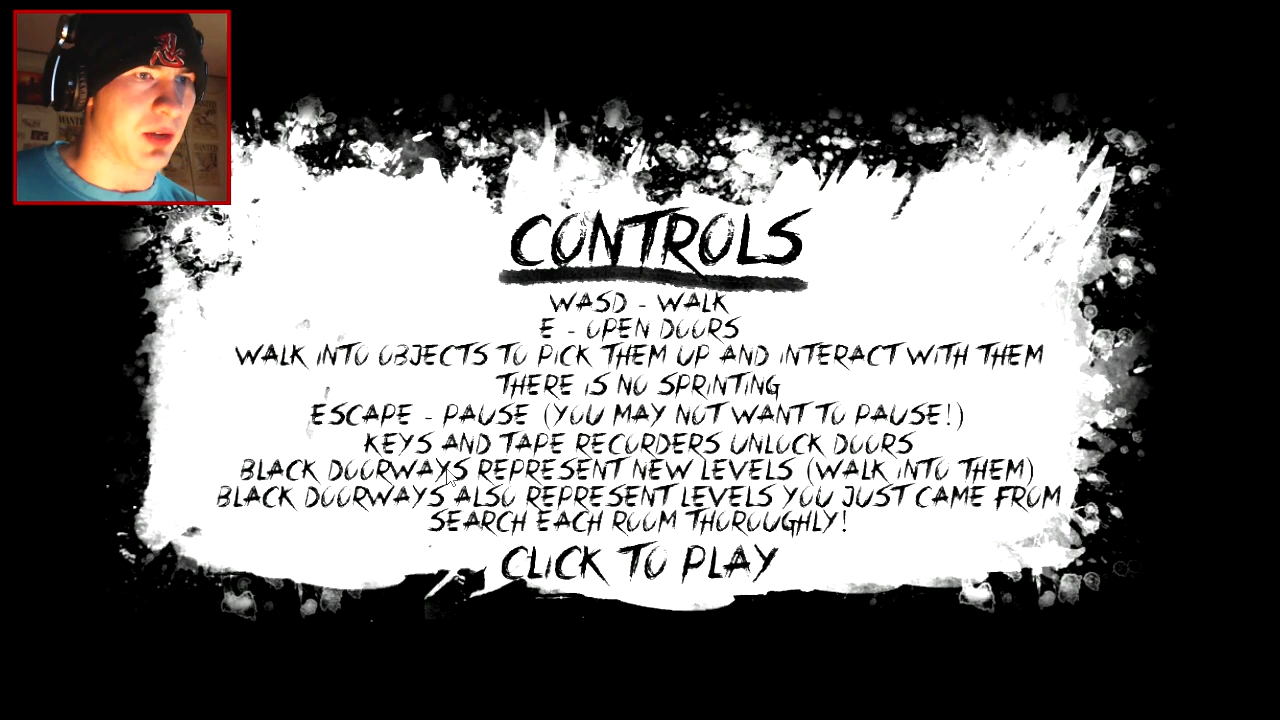 WANTED
CONTROLS
WASD - WALK
E - OPEN DOORS
WALK INTO OBJECTS TO PICK THEM UP AND INTERACT WITH THEM
THERE IS NO SPRINTING
ESCAPE - PAUSE (YOU MAY NOT WANT TO PAUSE!)
KEYS AND TAPE RECORDERS UNLOCK DOORS
BLACK DOORWAYS REPRESENT NEW LEVELS (WALK INTO THEM)
BLACK DOORWAYS ALSO REPRESENT LEVELS YOU JUST CAME FROM
SEARCH EACH ROOM THOROUGHLY!
CLICK TO PLAY